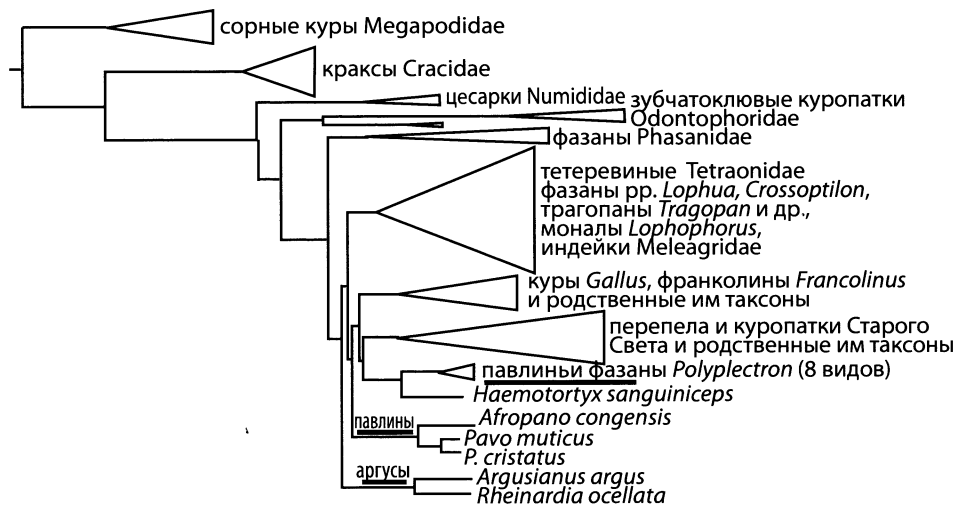 сорные куры Megapodidae
краксы Cracidae
цесарки Numididae
зубчатоклювые куропатки
Odontophoridae
фазаны Phasanidae
тетеревиные Tetraonidae
фазаны рр. Lophua, Crossoptilon,
трагопаны Tragopan и др.,
моналы Lophophorus,
индейки Meleagridae
куры Gallus, франколины Francolinus
и родственные им таксоны
перепела и куропатки Старого
Света и родственные им таксоны
павлиньи фазаны Polyplectron (8 видов)
Haemotortyx sanguiniceps
павлины
Afropano congensis
Pavo muticus
P. cristatus
аргусы
Argusianus argus
Rheinardia ocellata